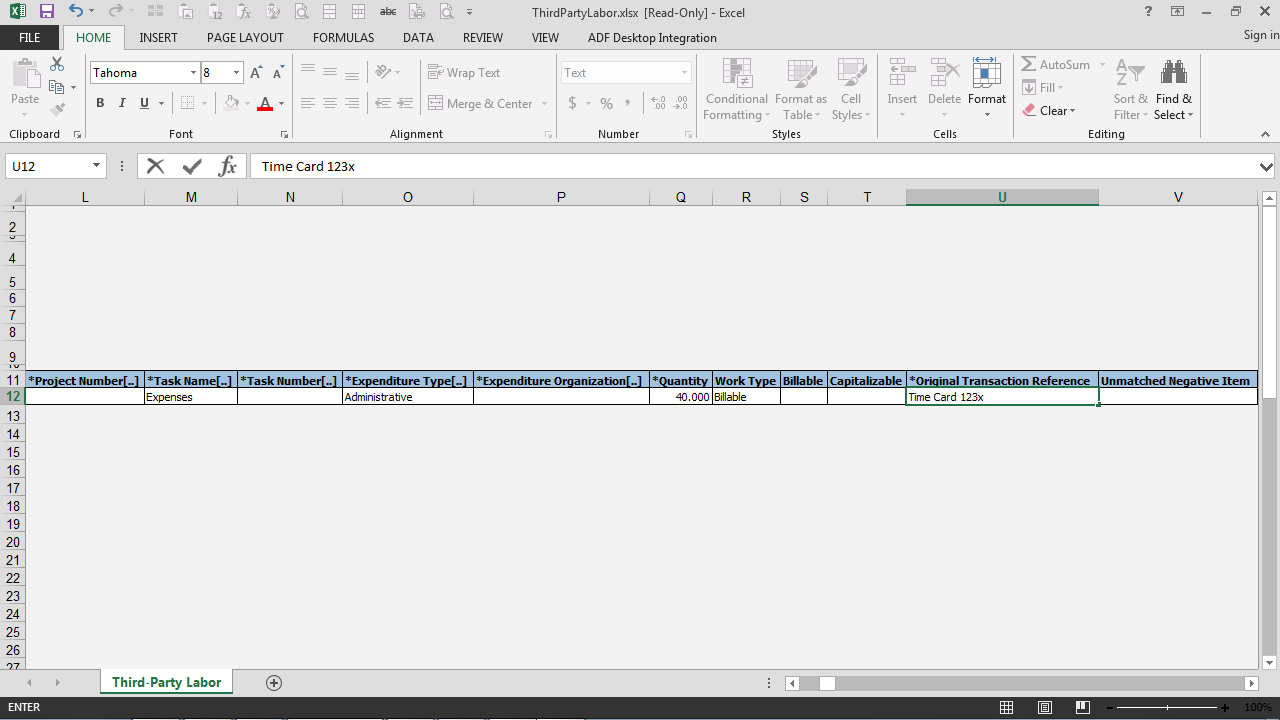 ThirdPartyLabor.xlsx [Read-Only] - Excel
FILE HOME INSERT PAGE LAYOUT FORMULAS DATA REVIEW VIEW ADF Desktop Integration Sign in
Tahoma 8 Wrap Text Text AutoSum
Paste Conditional Format as Cell Insert Delete Format Fill Sort & Find &
B I U A Merge & Center $ % , Formatting Table Styles Clear Filter Select
Clipboard Font Alignment Number Styles Cells Editing
U12 fx Time Card 123x
L M N O P Q R S T U V
2
4
5
6
7
8
9
11 *Project Number[..] *Task Name[..] *Task Number[..] *Expenditure Type[..] *Expenditure Organization[..] *Quantity Work Type Billable Capitalizable *Original Transaction Reference Unmatched Negative Item
12 Expenses Administrative 40.000 Billable Time Card 123x
13
14
15
16
17
18
19
20
21
22
23
24
25
26
27
Third-Party Labor
ENTER 100%